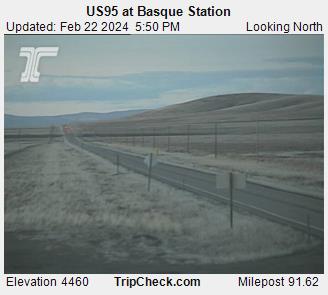 US95 at Basque Station
Updated: Feb 22 2024 5:50 PM Looking North
Elevation 4460 TripCheck.com Milepost 91.62